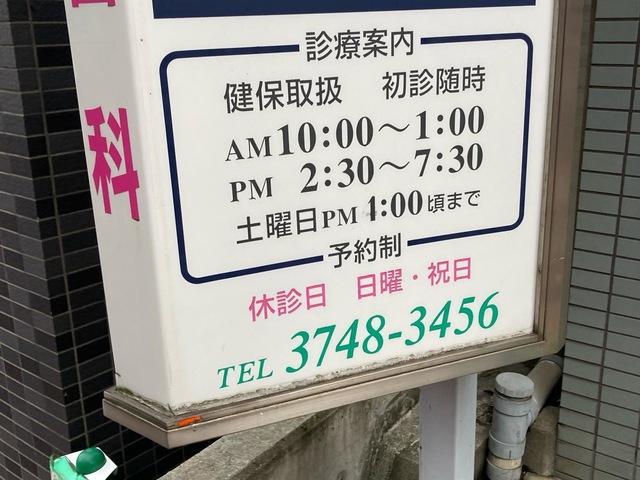 科
診療案内
健保取扱 初診随時
AM10:00～1:00
PM 2:30～7:30
土曜日PM 4:00頃まで
予約制
休診日 日曜・祝日
TEL 3748-3456